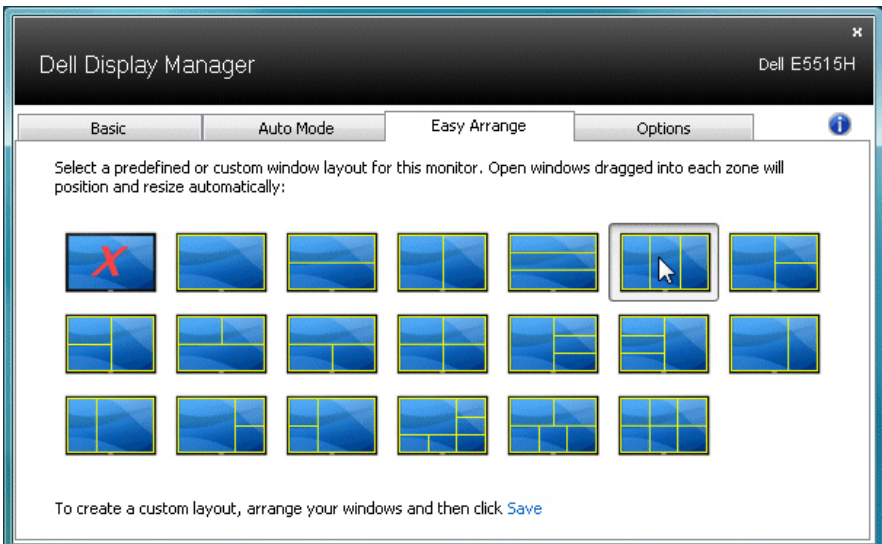 Dell Display Manager
Dell E5515H
Basic
Auto Mode
Easy Arrange
Options
Select a predefined or custom window layout for this monitor. Open windows dragged into each zone will
position and resize automatically:
To create a custom layout, arrange your windows and then click Save